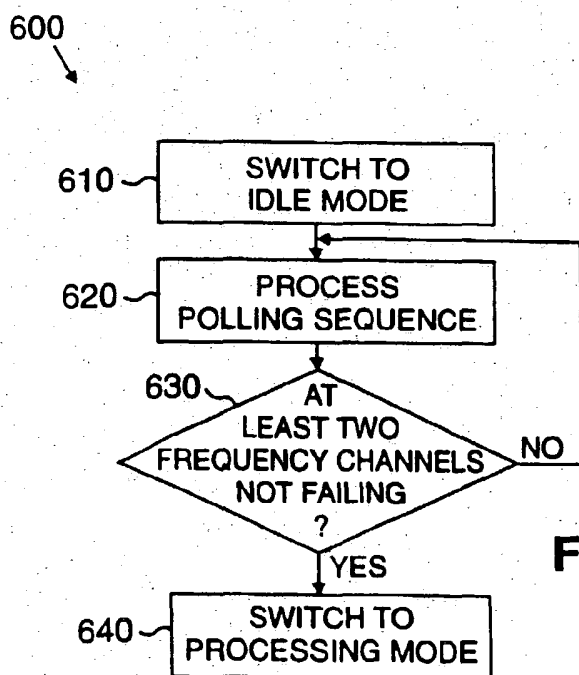 600
610
SWITCH TO
IDLE MODE
620
PROCESS
POLLING SEQUENCE
630
AT
LEAST TWO
FREQUENCY CHANNELS
NOT FAILING
?
NO
F
YES
640
SWITCH TO
PROCESSING MODE